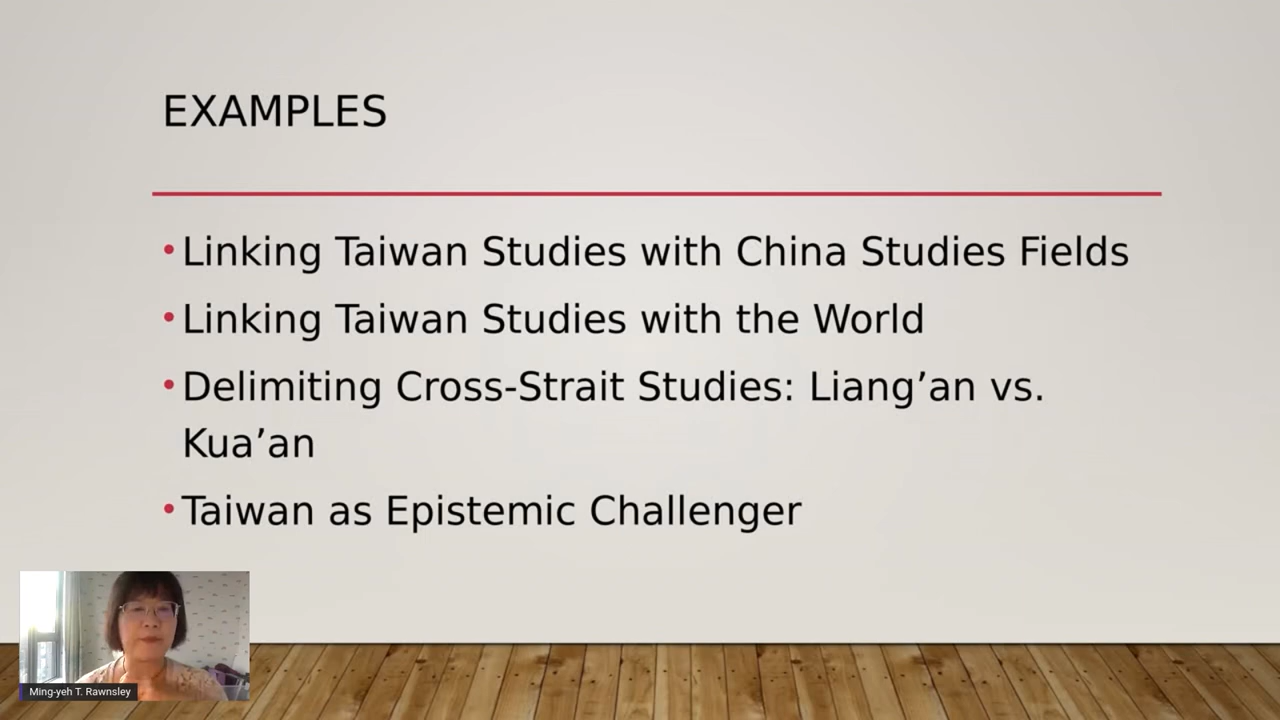 EXAMPLES
•Linking Taiwan Studies with China Studies Fields
•Linking Taiwan Studies with the World
•Delimiting Cross-Strait Studies: Liang’an vs.
Kua’an
•Taiwan as Epistemic Challenger
Ming-yeh T. Rawnsley